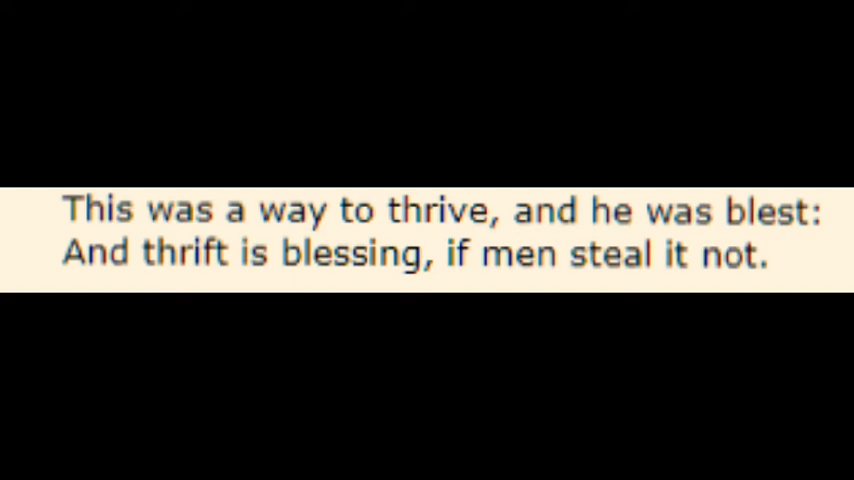 This was a way to thrive, and he was blest:
And thrift is blessing, if men steal it not.